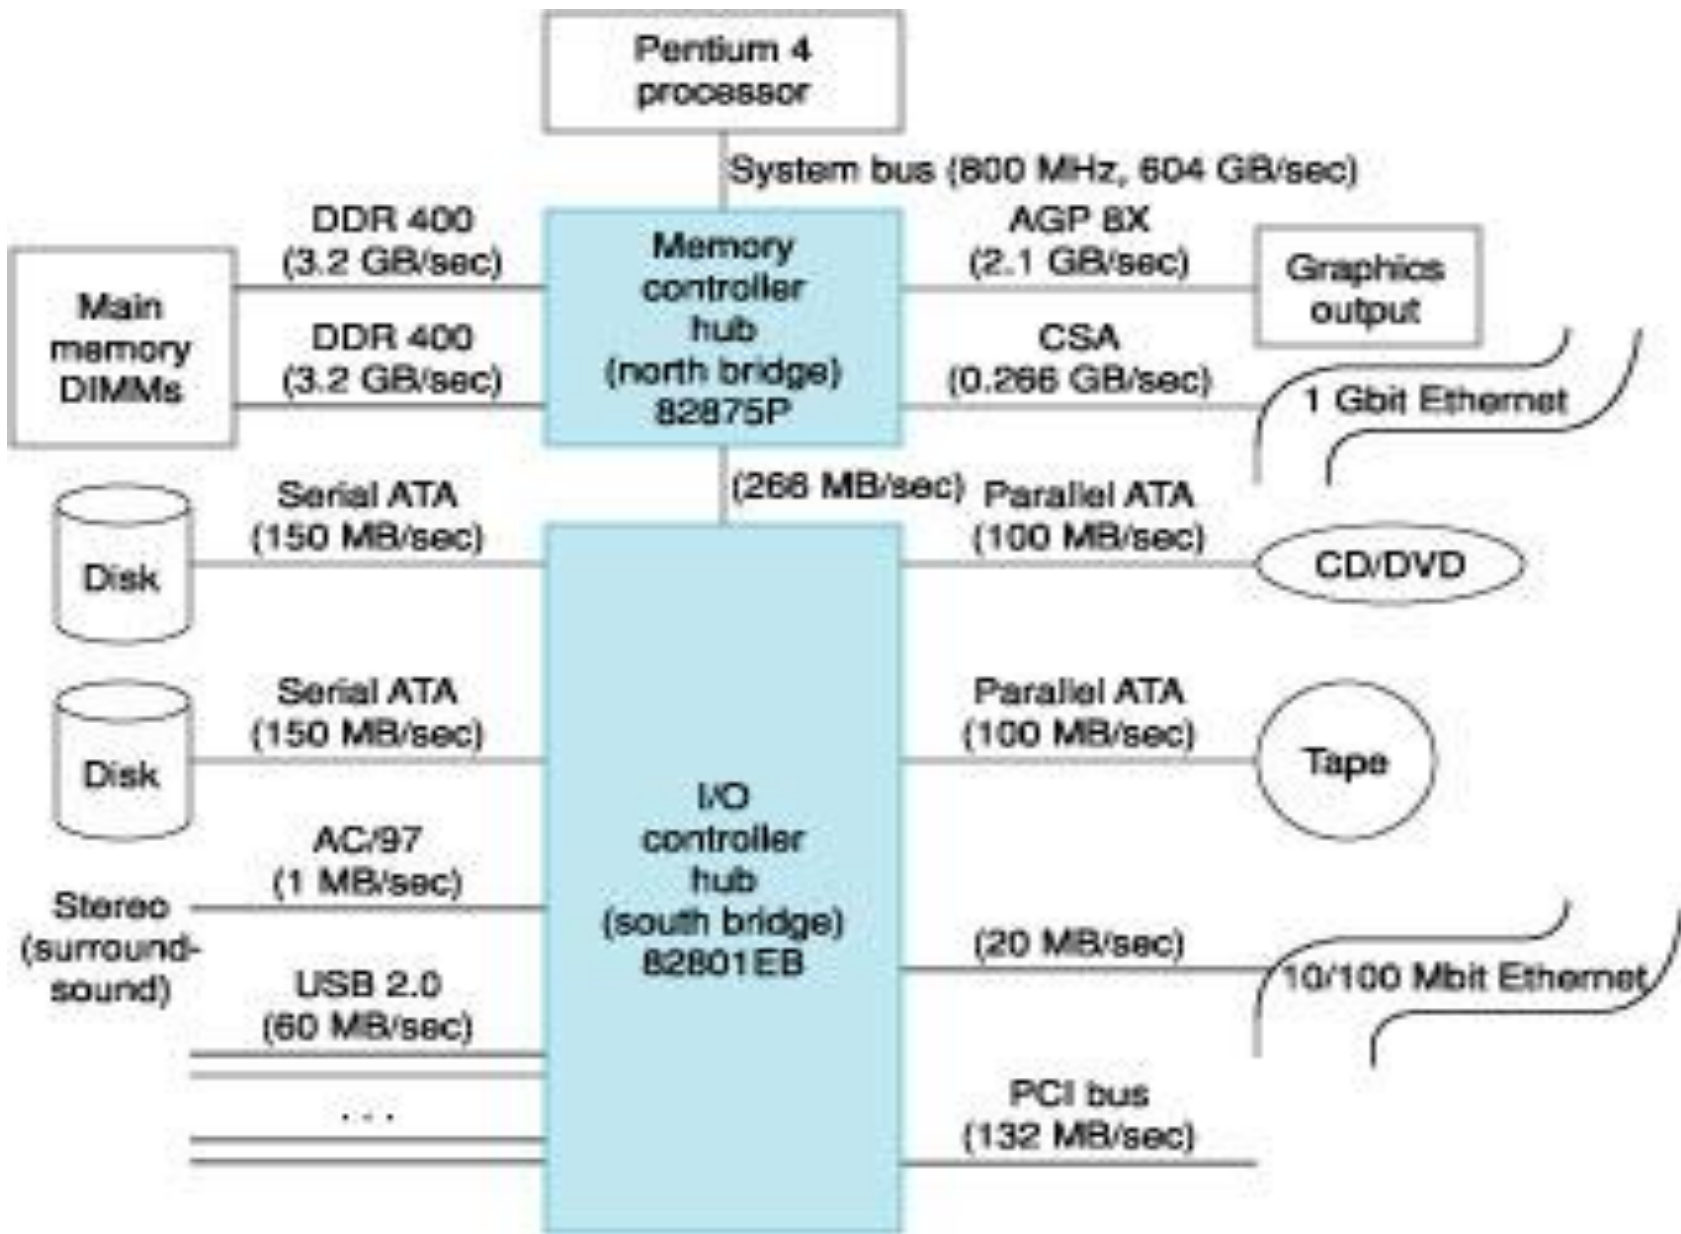 Pentium 4
processor
System bus (800 MHz, 604 GB/sec)
DDR 400
(3.2 GB/sec)
Memory
controller
hub
(north bridge)
82875P
AGP 8X
(2.1 GB/sec)
Graphics
output
Main
memory
DIMMs
DDR 400
(3.2 GB/sec)
CSA
(0.266 GB/sec)
1 Gbit Ethernet
(266 MB/sec)
Serial ATA
(150 MB/sec)
Disk
Parallel ATA
(100 MB/sec)
CD/DVD
Serial ATA
(150 MB/sec)
Disk
Parallel ATA
(100 MB/sec)
Tape
I/O
controller
hub
(south bridge)
82801EB
AC/97
(1 MB/sec)
Stereo
(surround-
sound)
(20 MB/sec)
10/100 Mbit Ethernet
USB 2.0
(60 MB/sec)
. . .
PCI bus
(132 MB/sec)